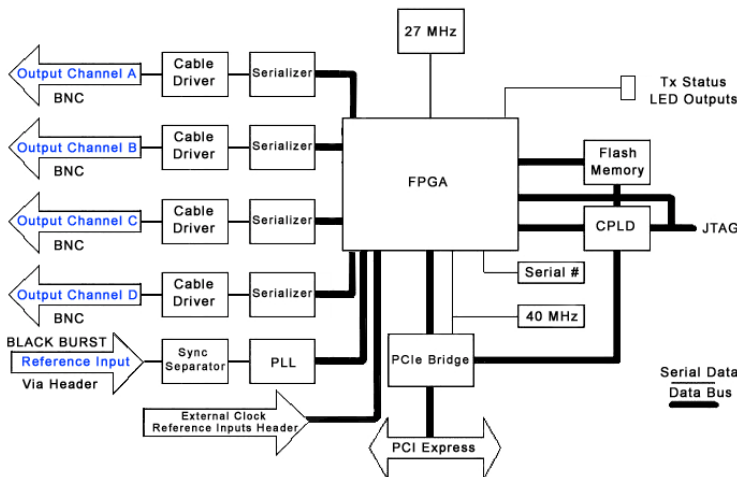 27 MHz
Output Channel A
BNC
Cable
Driver
Serializer
Tx Status
LED Outputs
Output Channel B
BNC
Cable
Driver
Serializer
FPGA
Flash
Memory
Output Channel C
BNC
Cable
Driver
Serializer
CPLD
JTAG
Serial #
Output Channel D
BNC
Cable
Driver
Serializer
40 MHz
BLACK BURST
Reference Input
Via Header
Sync
Separator
PLL
PCIe Bridge
Serial Data
Data Bus
External Clock
Reference Inputs Header
PCI Express